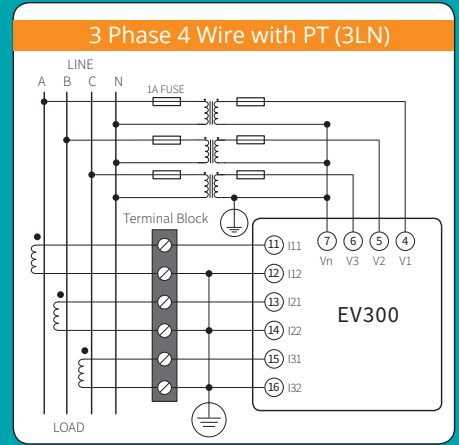 3 Phase 4 Wire with PT (3LN)
LINE
A B C N
1A FUSE
Terminal Block
7 6 5 4
Vn V3 V2 V1
11 I11
12 I12
13 I21
14 I22
15 I31
16 I32
EV300
LOAD